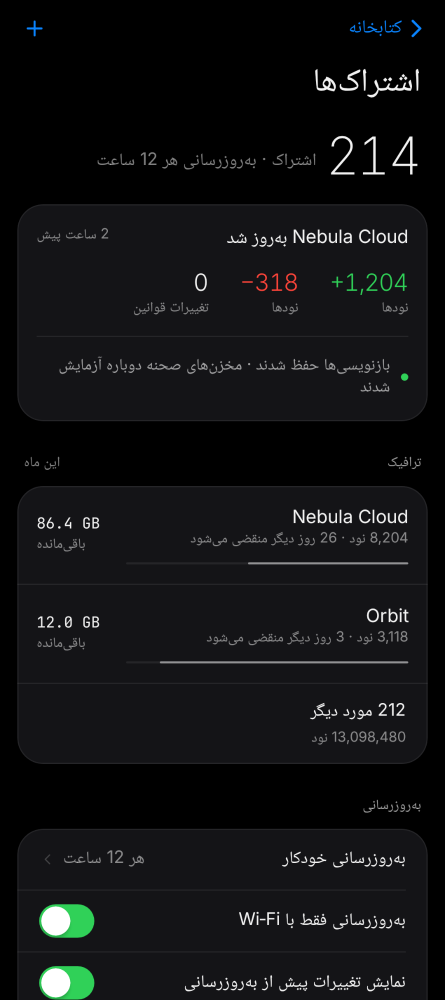 کتابخانه
+
اشتراک‌ها
214 اشتراک · به‌روزرسانی هر 12 ساعت
Nebula Cloud به‌روز شد
2 ساعت پیش
+1,204 −318 0
نودها نودها تغییرات قوانین
بازنویسی‌ها حفظ شدند · مخزن‌های صحنه دوباره آزمایش
شدند
ترافیک
این ماه
Nebula Cloud
86.4 GB
8,204 نود · 26 روز دیگر منقضی می‌شود
باقی‌مانده
Orbit
12.0 GB
3,118 نود · 3 روز دیگر منقضی می‌شود
باقی‌مانده
212 مورد دیگر
13,098,480 نود
به‌روزرسانی
به‌روزرسانی خودکار
هر 12 ساعت
به‌روزرسانی فقط با Wi-Fi
نمایش تغییرات پیش از به‌روزرسانی